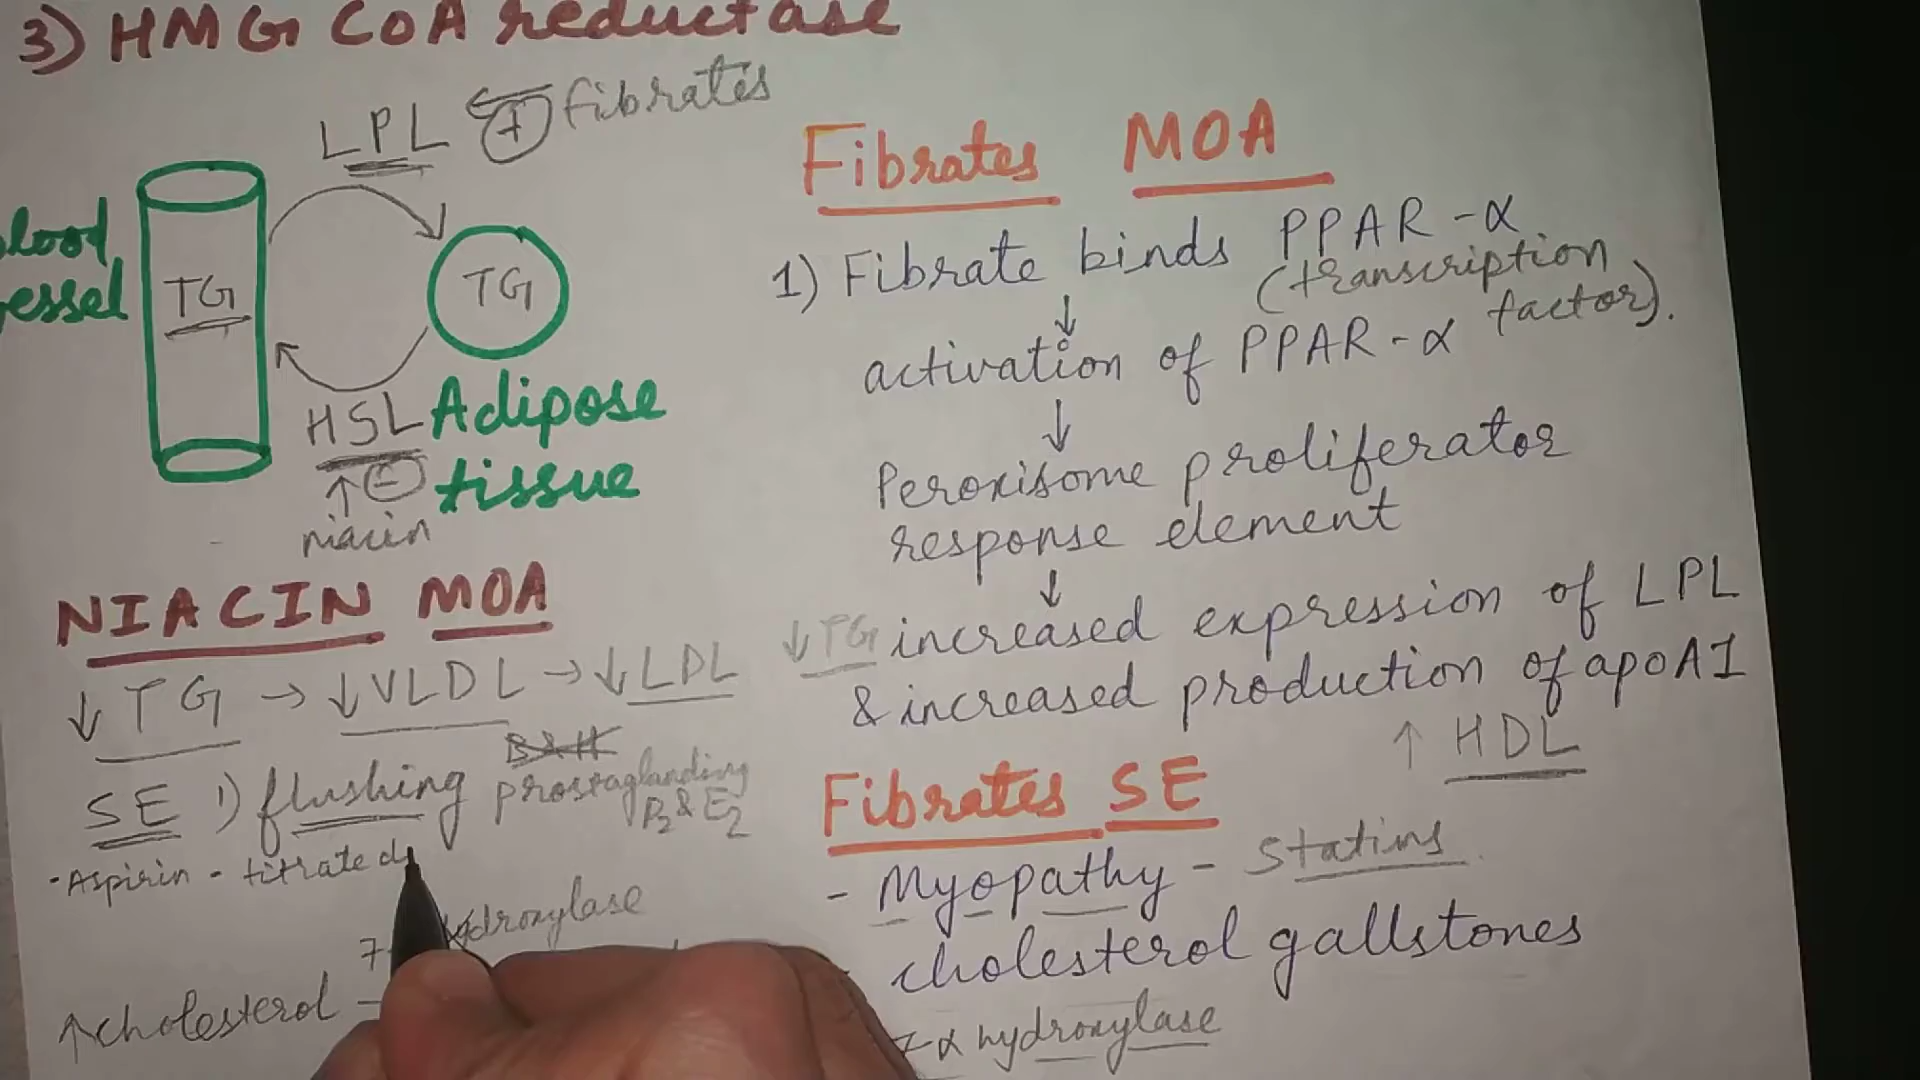 3) HMG COA reductase
LPL ← + fibrates
blood
vessel
TG
TG
HSL
Adipose
tissue
↑ -
niacin
NIACIN MOA
↓TG → ↓VLDL → ↓LDL
SE 1) flushing prostaglandins
D2 & E2
-Aspirin - titrate d
hydroxylase
↑cholesterol
Fibrates MOA
1) Fibrate binds PPAR-α
(transcription
factor).
↓
activation of PPAR-α
↓
Peroxisome proliferator
response element
↓
↓TG increased expression of LPL
& increased production of apoA1
↑ HDL
Fibrates SE
- Myopathy - Statins
cholesterol gallstones
7α hydroxylase